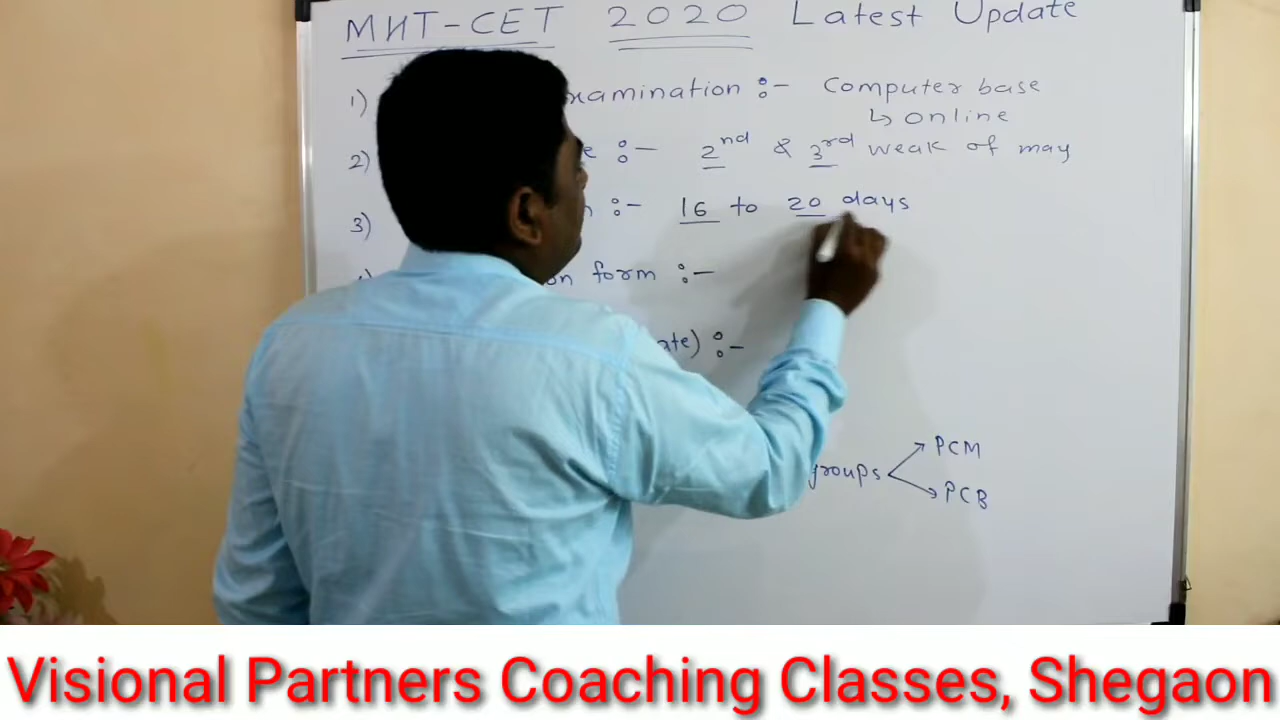 MHT-CET 2020 Latest Update
1) xamination :- Computer base
↳ online
2) e :- 2nd & 3rd weak of may
3) n :- 16 to 20 days
on form :-
ate) :-
groups PCM
PCB
Visional Partners Coaching Classes, Shegaon